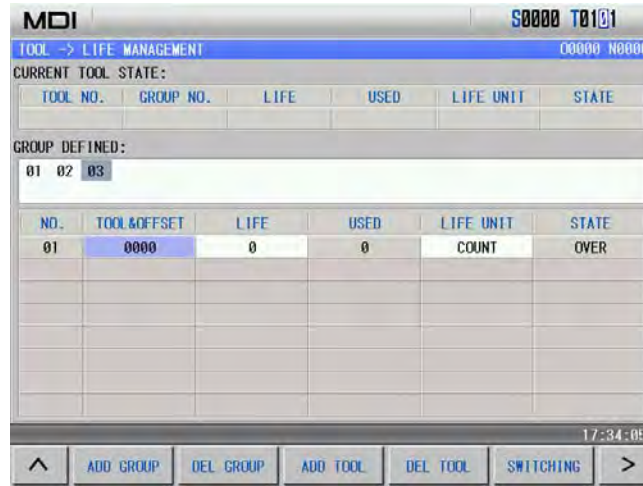 MDI S0000 T0101
TOOL -> LIFE MANAGEMENT O0000 N0000
CURRENT TOOL STATE:
TOOL NO. GROUP NO. LIFE USED LIFE UNIT STATE
GROUP DEFINED:
01 02 03
NO. TOOL&OFFSET LIFE USED LIFE UNIT STATE
01 0000 0 0 COUNT OVER
17:34:05
^ ADD GROUP DEL GROUP ADD TOOL DEL TOOL SWITCHING >